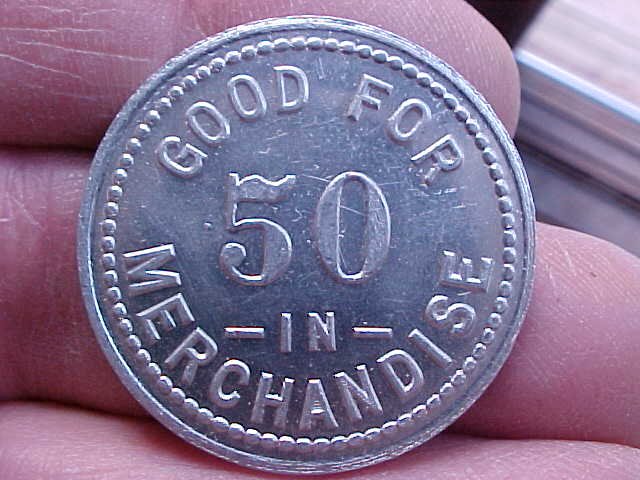 GOOD FOR
50
— IN —
MERCHANDISE